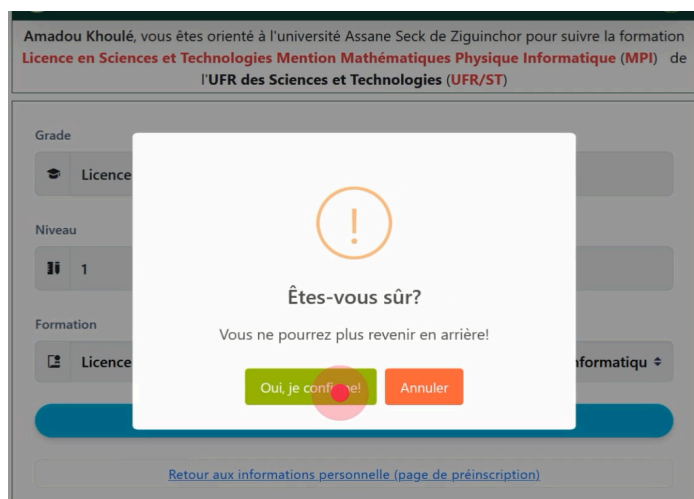 Amadou Khoulé, vous êtes orienté à l'université Assane Seck de Ziguinchor pour suivre la formation
Licence en Sciences et Technologies Mention Mathématiques Physique Informatique (MPI) de
l'UFR des Sciences et Technologies (UFR/ST)
Grade
Licence
Niveau
1
Formation
Licence
Êtes-vous sûr?
Vous ne pourrez plus revenir en arrière!
Oui, je confirme! Annuler
Retour aux informations personnelle (page de préinscription)